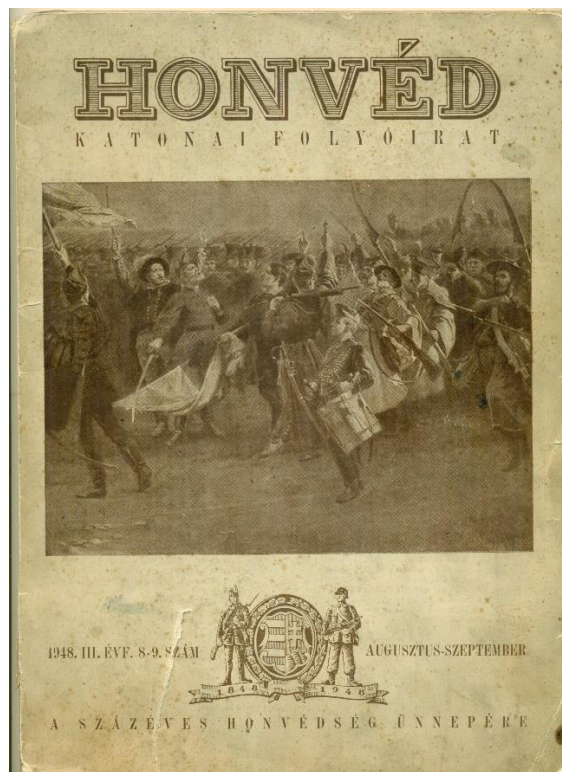 HONVÉD
KATONAI FOLYÓIRAT
1948. III. ÉVF. 8-9. SZÁM
AUGUSZTUS-SZEPTEMBER
1848 1948
A SZÁZÉVES HONVÉDSÉG ÜNNEPÉRE